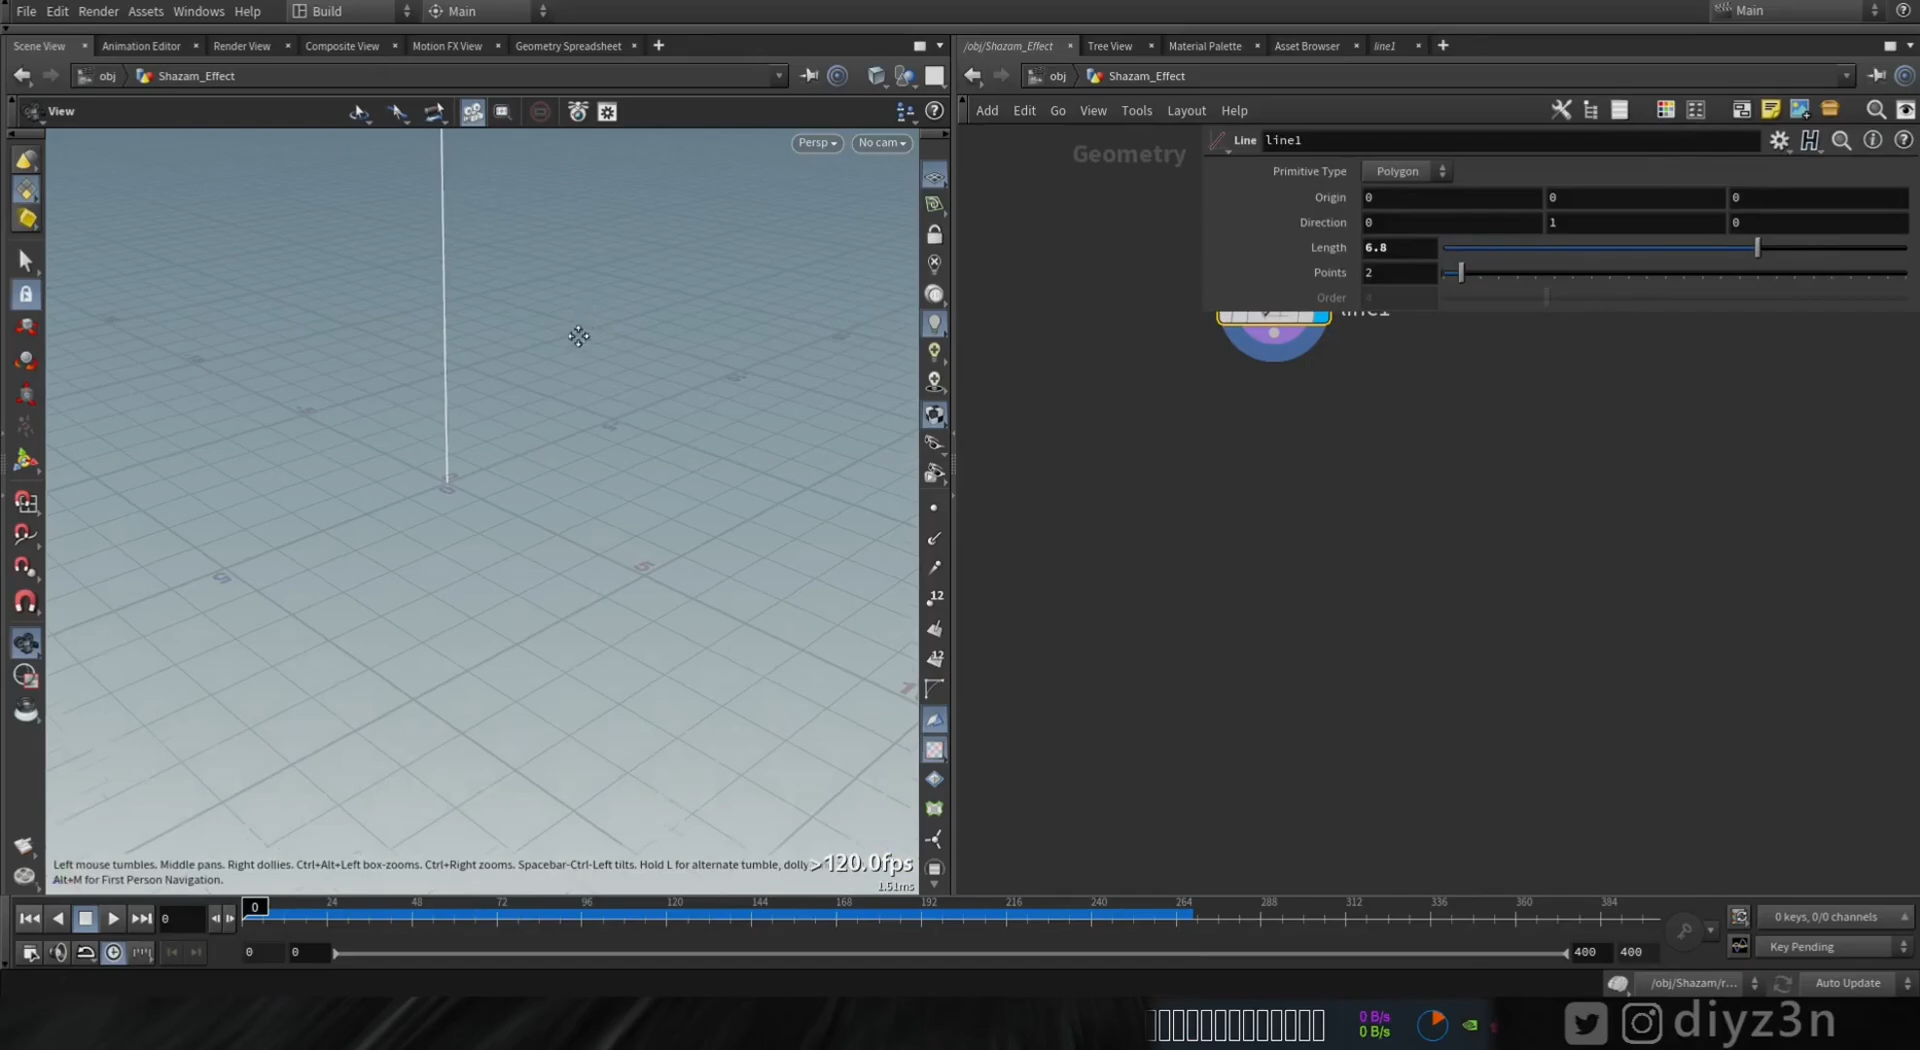 File Edit Render Assets Windows Help Build Main Main
Scene View Animation Editor Render View Composite View Motion FX View Geometry Spreadsheet
/obj/Shazam_Effect Tree View Material Palette Asset Browser line1
obj Shazam_Effect
obj Shazam_Effect
View
Add Edit Go View Tools Layout Help
Persp No cam
Geometry
Line line1
Primitive Type Polygon
Origin 0 0 0
Direction 0 1 0
Length 6.8
Points 2
Order 4
line1
0
5
5
12
12
Left mouse tumbles. Middle pans. Right dollies. Ctrl+Alt+Left box-zooms. Ctrl+Right zooms. Spacebar-Ctrl-Left tilts. Hold L for alternate tumble, dolly
Alt+M for First Person Navigation.
>120.0fps
1.51ms
0 0 24 48 72 96 120 144 168 192 216 240 264 288 312 336 360 384
0 keys, 0/0 channels
0 0 400 400
Key Pending
/obj/Shazam/r... Auto Update
0 B/s
0 B/s
diyz3n